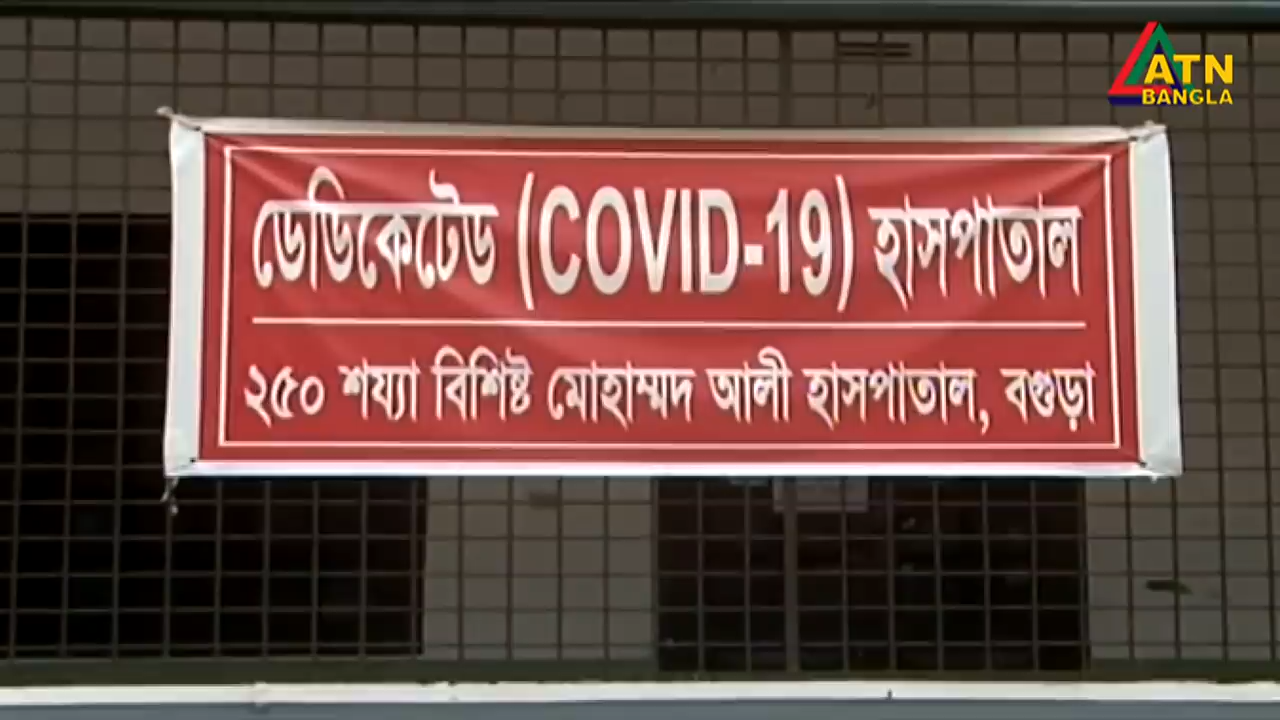 ATN
BANGLA
ডেডিকেটেড (COVID-19) হাসপাতাল
২৫০ শয্যা বিশিষ্ট মোহাম্মদ আলী হাসপাতাল, বগুড়া